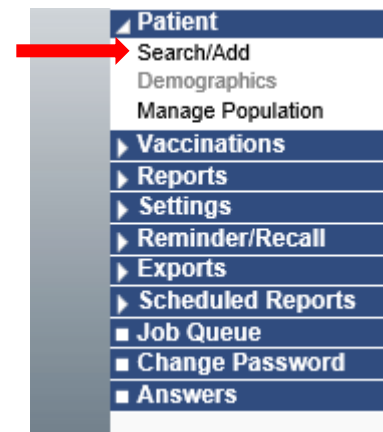 Patient
Search/Add
Demographics
Manage Population
Vaccinations
Reports
Settings
Reminder/Recall
Exports
Scheduled Reports
Job Queue
Change Password
Answers